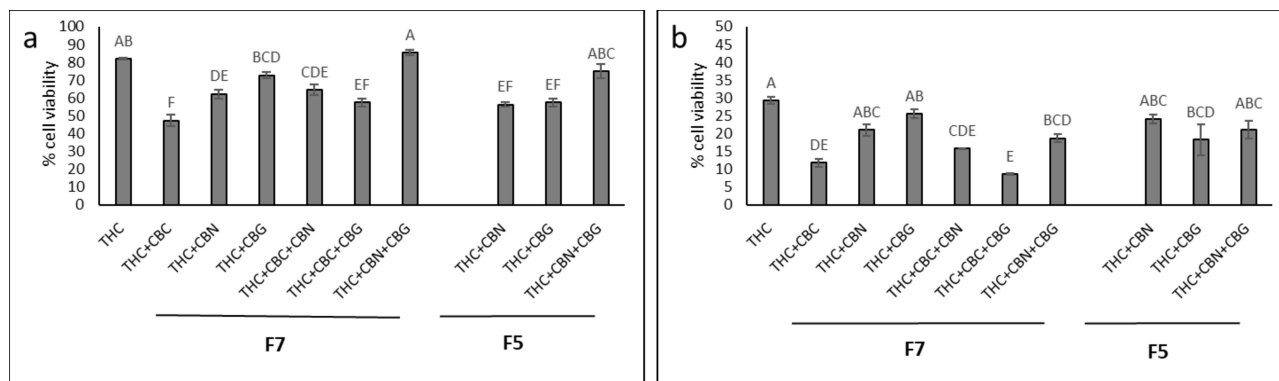 a
% cell viability
100
90
80
70
60
50
40
30
20
10
0
AB
F
DE
BCD
CDE
EF
A
EF
EF
ABC
THC
THC+CBC
THC+CBN
THC+CBG
THC+CBC+CBN
THC+CBC+CBG
THC+CBN+CBG
THC+CBN
THC+CBG
THC+CBN+CBG
F7
F5
b
% cell viability
50
45
40
35
30
25
20
15
10
5
0
A
DE
ABC
AB
CDE
E
BCD
ABC
BCD
ABC
THC
THC+CBC
THC+CBN
THC+CBG
THC+CBC+CBN
THC+CBC+CBG
THC+CBN+CBG
THC+CBN
THC+CBG
THC+CBN+CBG
F7
F5